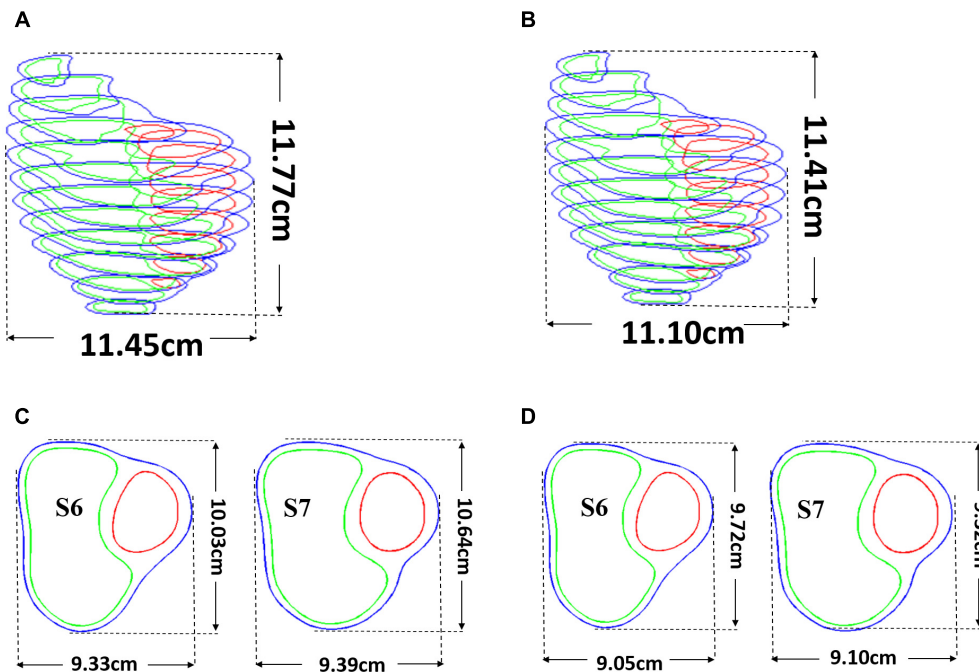 A
B
11.77cm
11.41cm
11.45cm
11.10cm
C
D
S6
10.03cm
S7
10.64cm
S6
9.72cm
S7
9.33cm
9.39cm
9.05cm
9.10cm